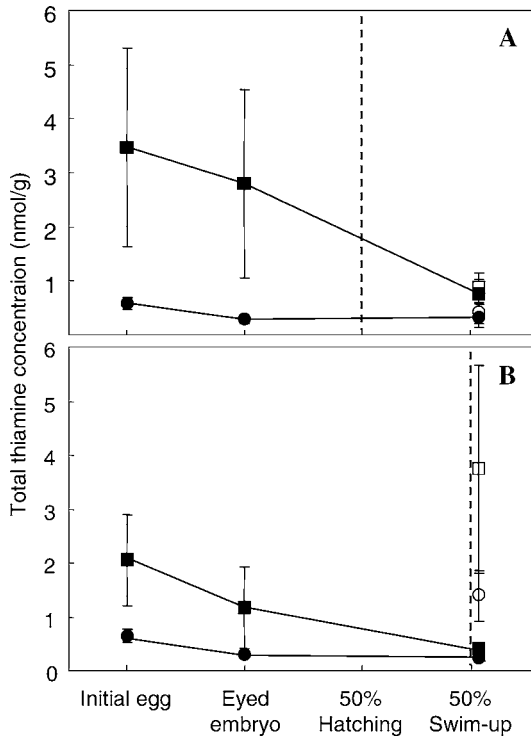 6
A
5
4
3
2
1
Total thiamine concentraion (nmol/g)
6
B
5
4
3
2
1
0
Initial egg
Eyed
embryo
50%
Hatching
50%
Swim-up